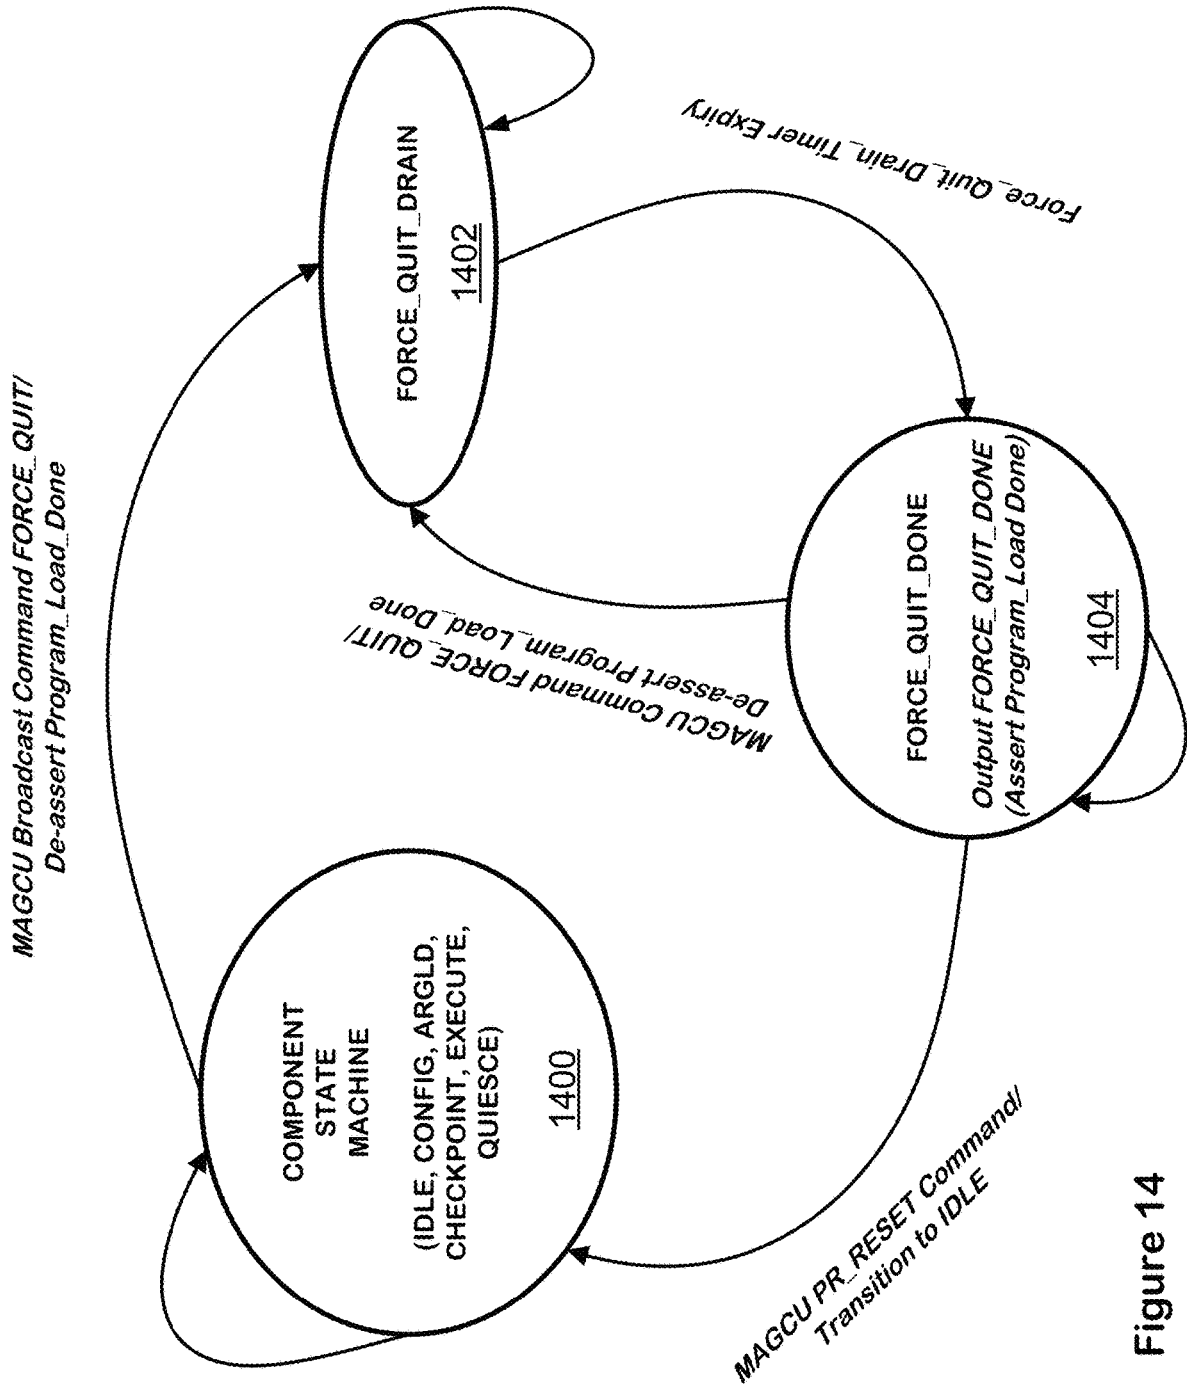 MAGCU Broadcast Command FORCE_QUIT/
De-assert Program_Load_Done
COMPONENT
STATE
MACHINE
(IDLE, CONFIG, ARGLD,
CHECKPOINT, EXECUTE,
QUIESCE)
1400
FORCE_QUIT_DRAIN
1402
MAGCU Command FORCE_QUIT/
De-assert Program_Load_Done
Force_Quit_Drain_Timer Expiry
FORCE_QUIT_DONE
Output FORCE_QUIT_DONE
(Assert Program_Load Done)
1404
MAGCU PR_RESET Command/
Transition to IDLE
Figure 14